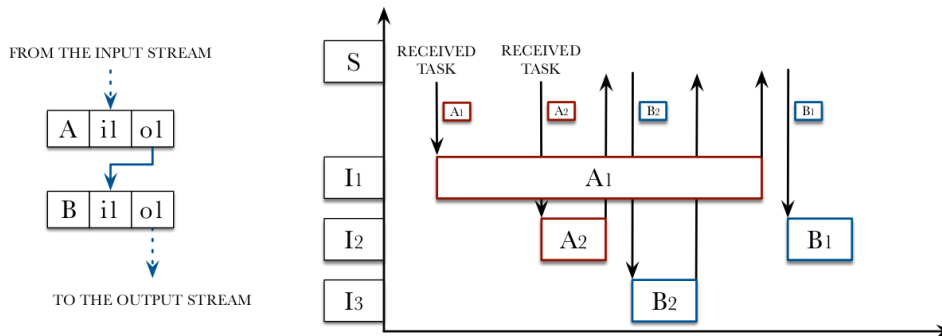 FROM THE INPUT STREAM
A il ol
B il ol
TO THE OUTPUT STREAM
S
RECEIVED TASK
RECEIVED TASK
A1
A2
B2
B1
I1
A1
I2
A2
B1
I3
B2